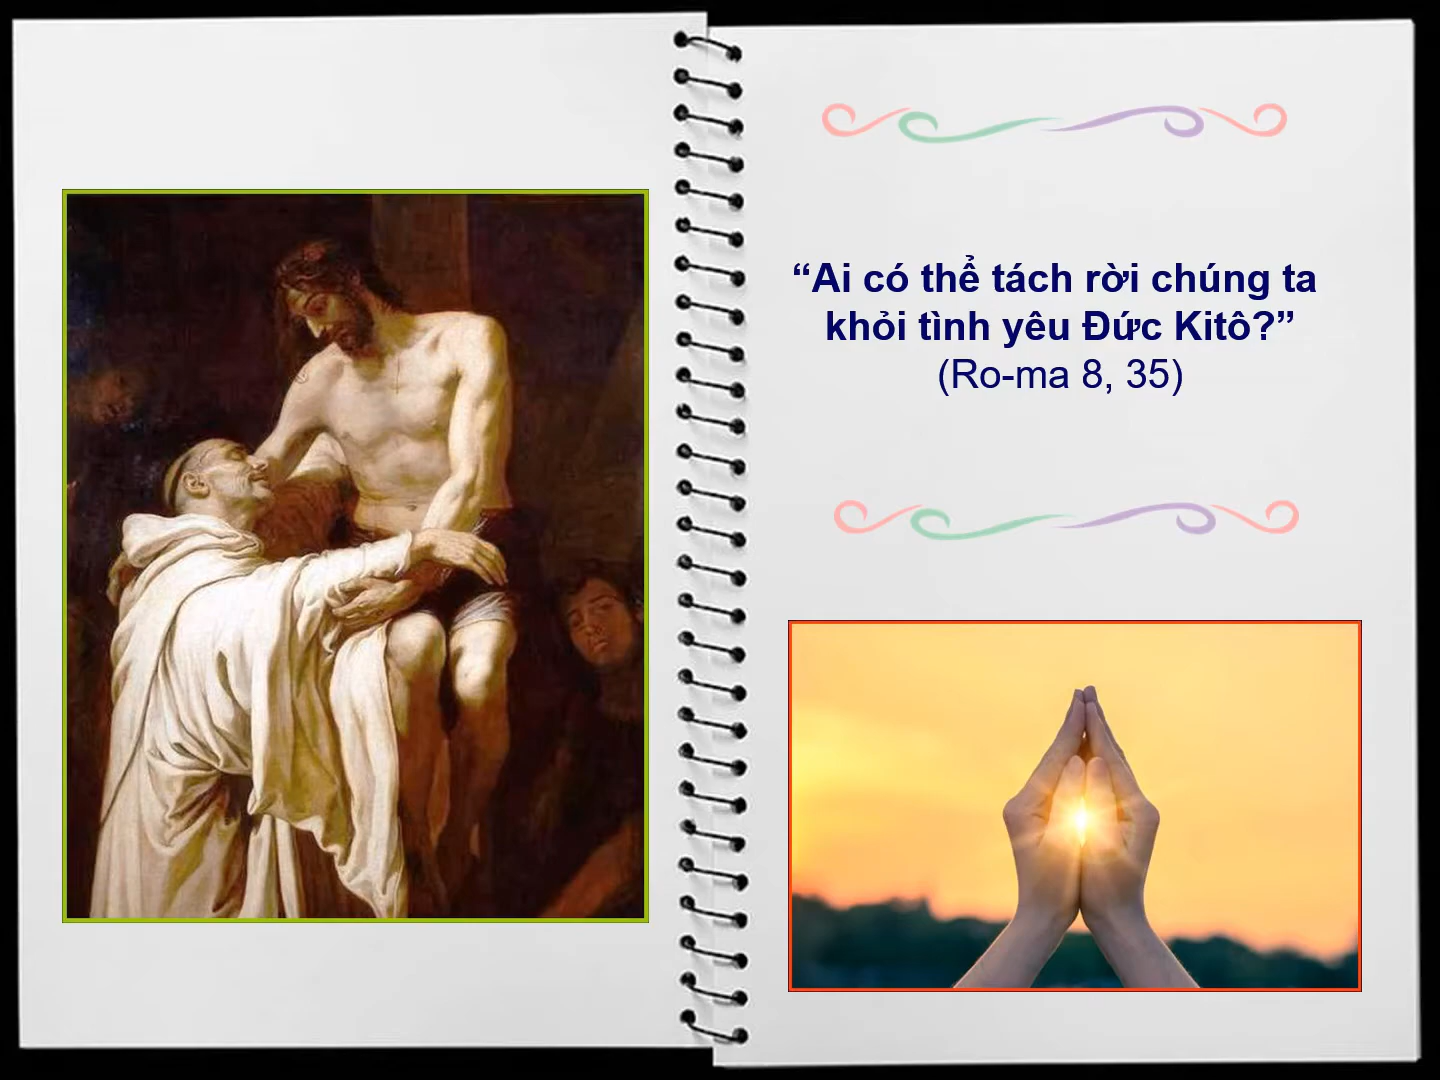 “Ai có thể tách rời chúng ta
khỏi tình yêu Đức Kitô?”
(Ro-ma 8, 35)